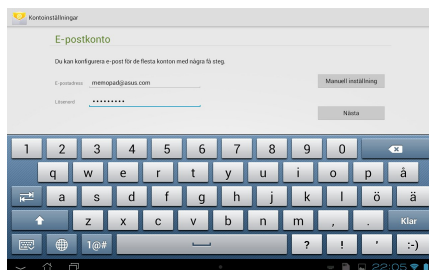 Kontoinställningar
E-postkonto
Du kan konfigurera e-post för de flesta konton med några få steg.
E-postadress memopad@asus.com Manuell inställning
Lösenord •••••••••
Nästa
1 2 3 4 5 6 7 8 9 0
q w e r t y u i o p å
a s d f g h j k l ö ä
z x c v b n m , . Klar
1@# ? ! ' :-)
22:05